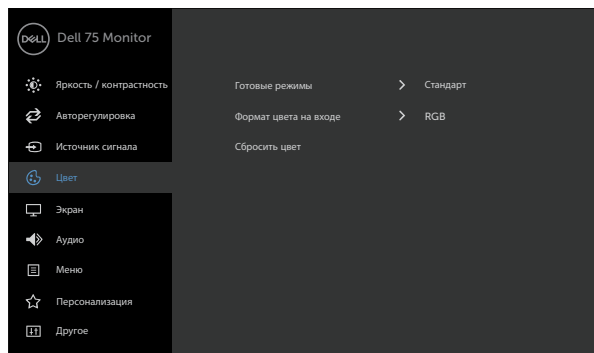 DELL Dell 75 Monitor
Яркость / контрастность
Готовые режимы > Стандарт
Авторегулировка
Формат цвета на входе > RGB
Источник сигнала
Сбросить цвет
Цвет
Экран
Аудио
Меню
Персонализация
Другое